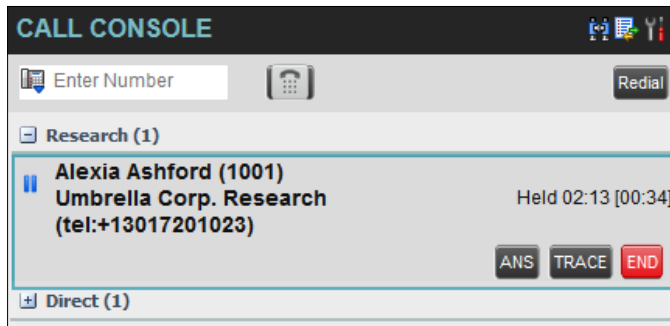 CALL CONSOLE
Enter Number
Redial
Research (1)
Alexia Ashford (1001)
Umbrella Corp. Research
(tel:+13017201023)
Held 02:13 [00:34]
ANS TRACE END
Direct (1)